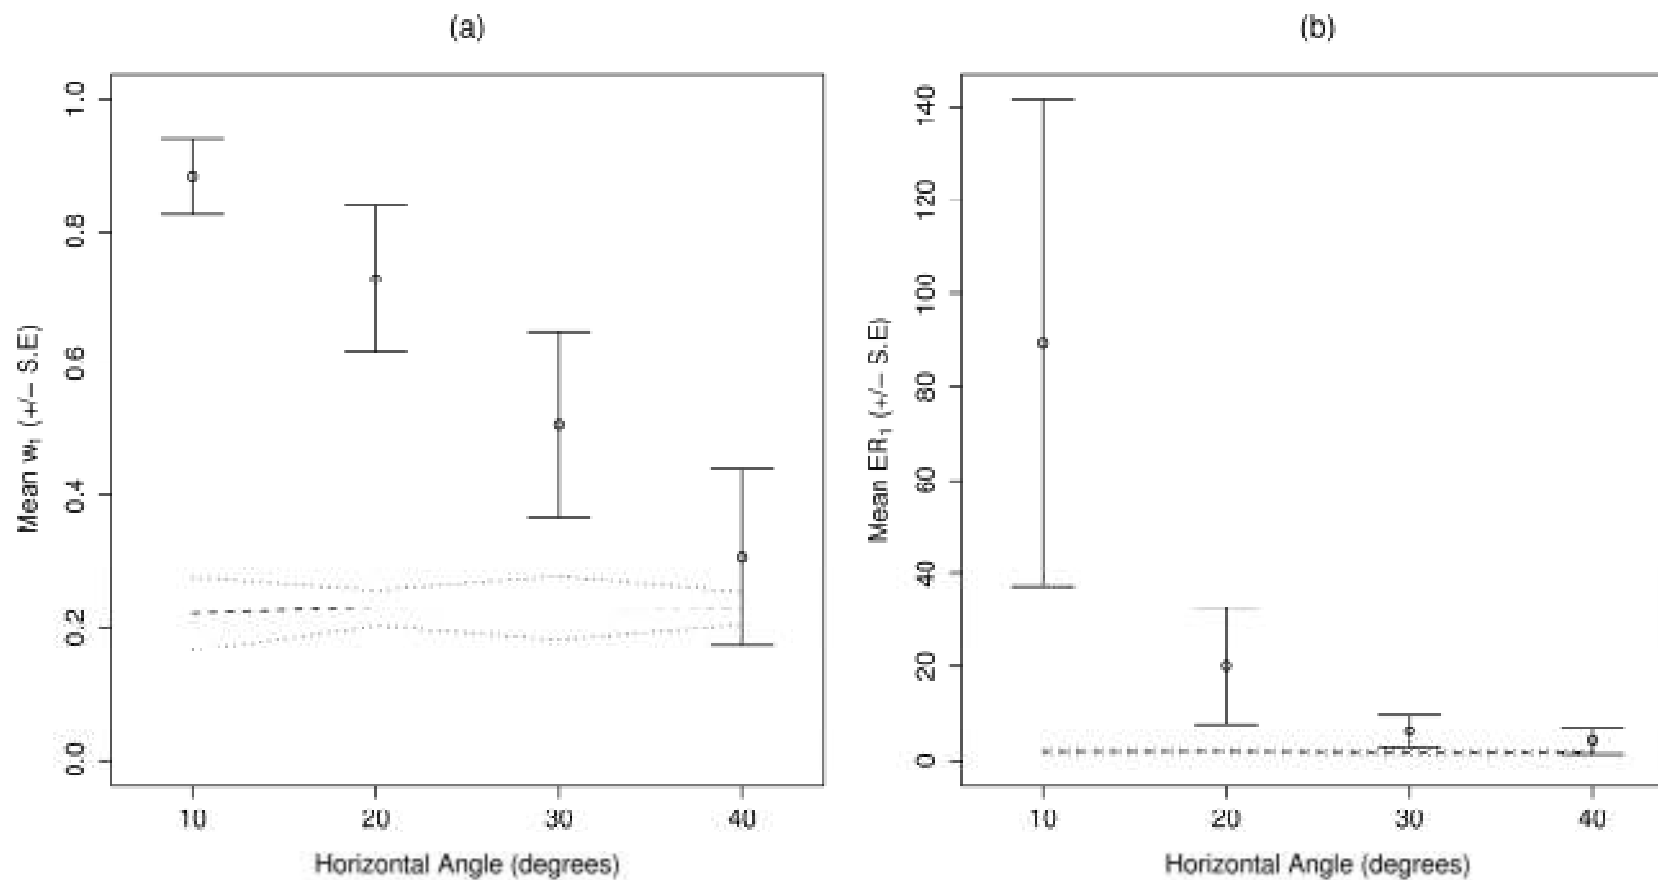 (a)
1.0
0.8
0.6
0.4
0.2
0.0
Mean w₁ (+/− S.E)
10 20 30 40
Horizontal Angle (degrees)
(b)
140
120
100
80
60
40
20
0
Mean ER₁ (+/− S.E)
10 20 30 40
Horizontal Angle (degrees)